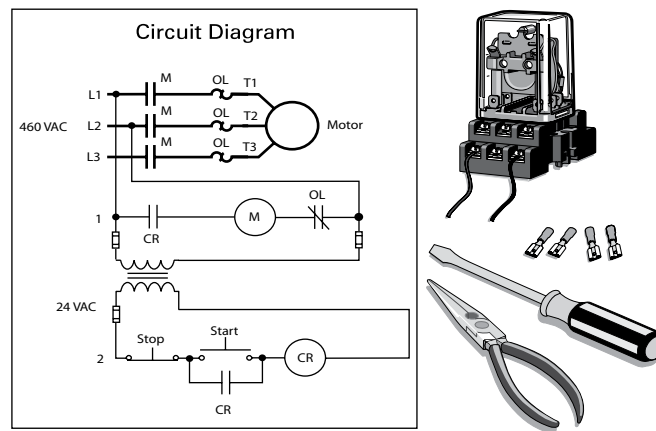 Circuit Diagram
M OL T1
L1
M OL T2
460 VAC L2 Motor
M OL T3
L3
OL
1 M
CR
24 VAC
Stop Start
2 CR
CR